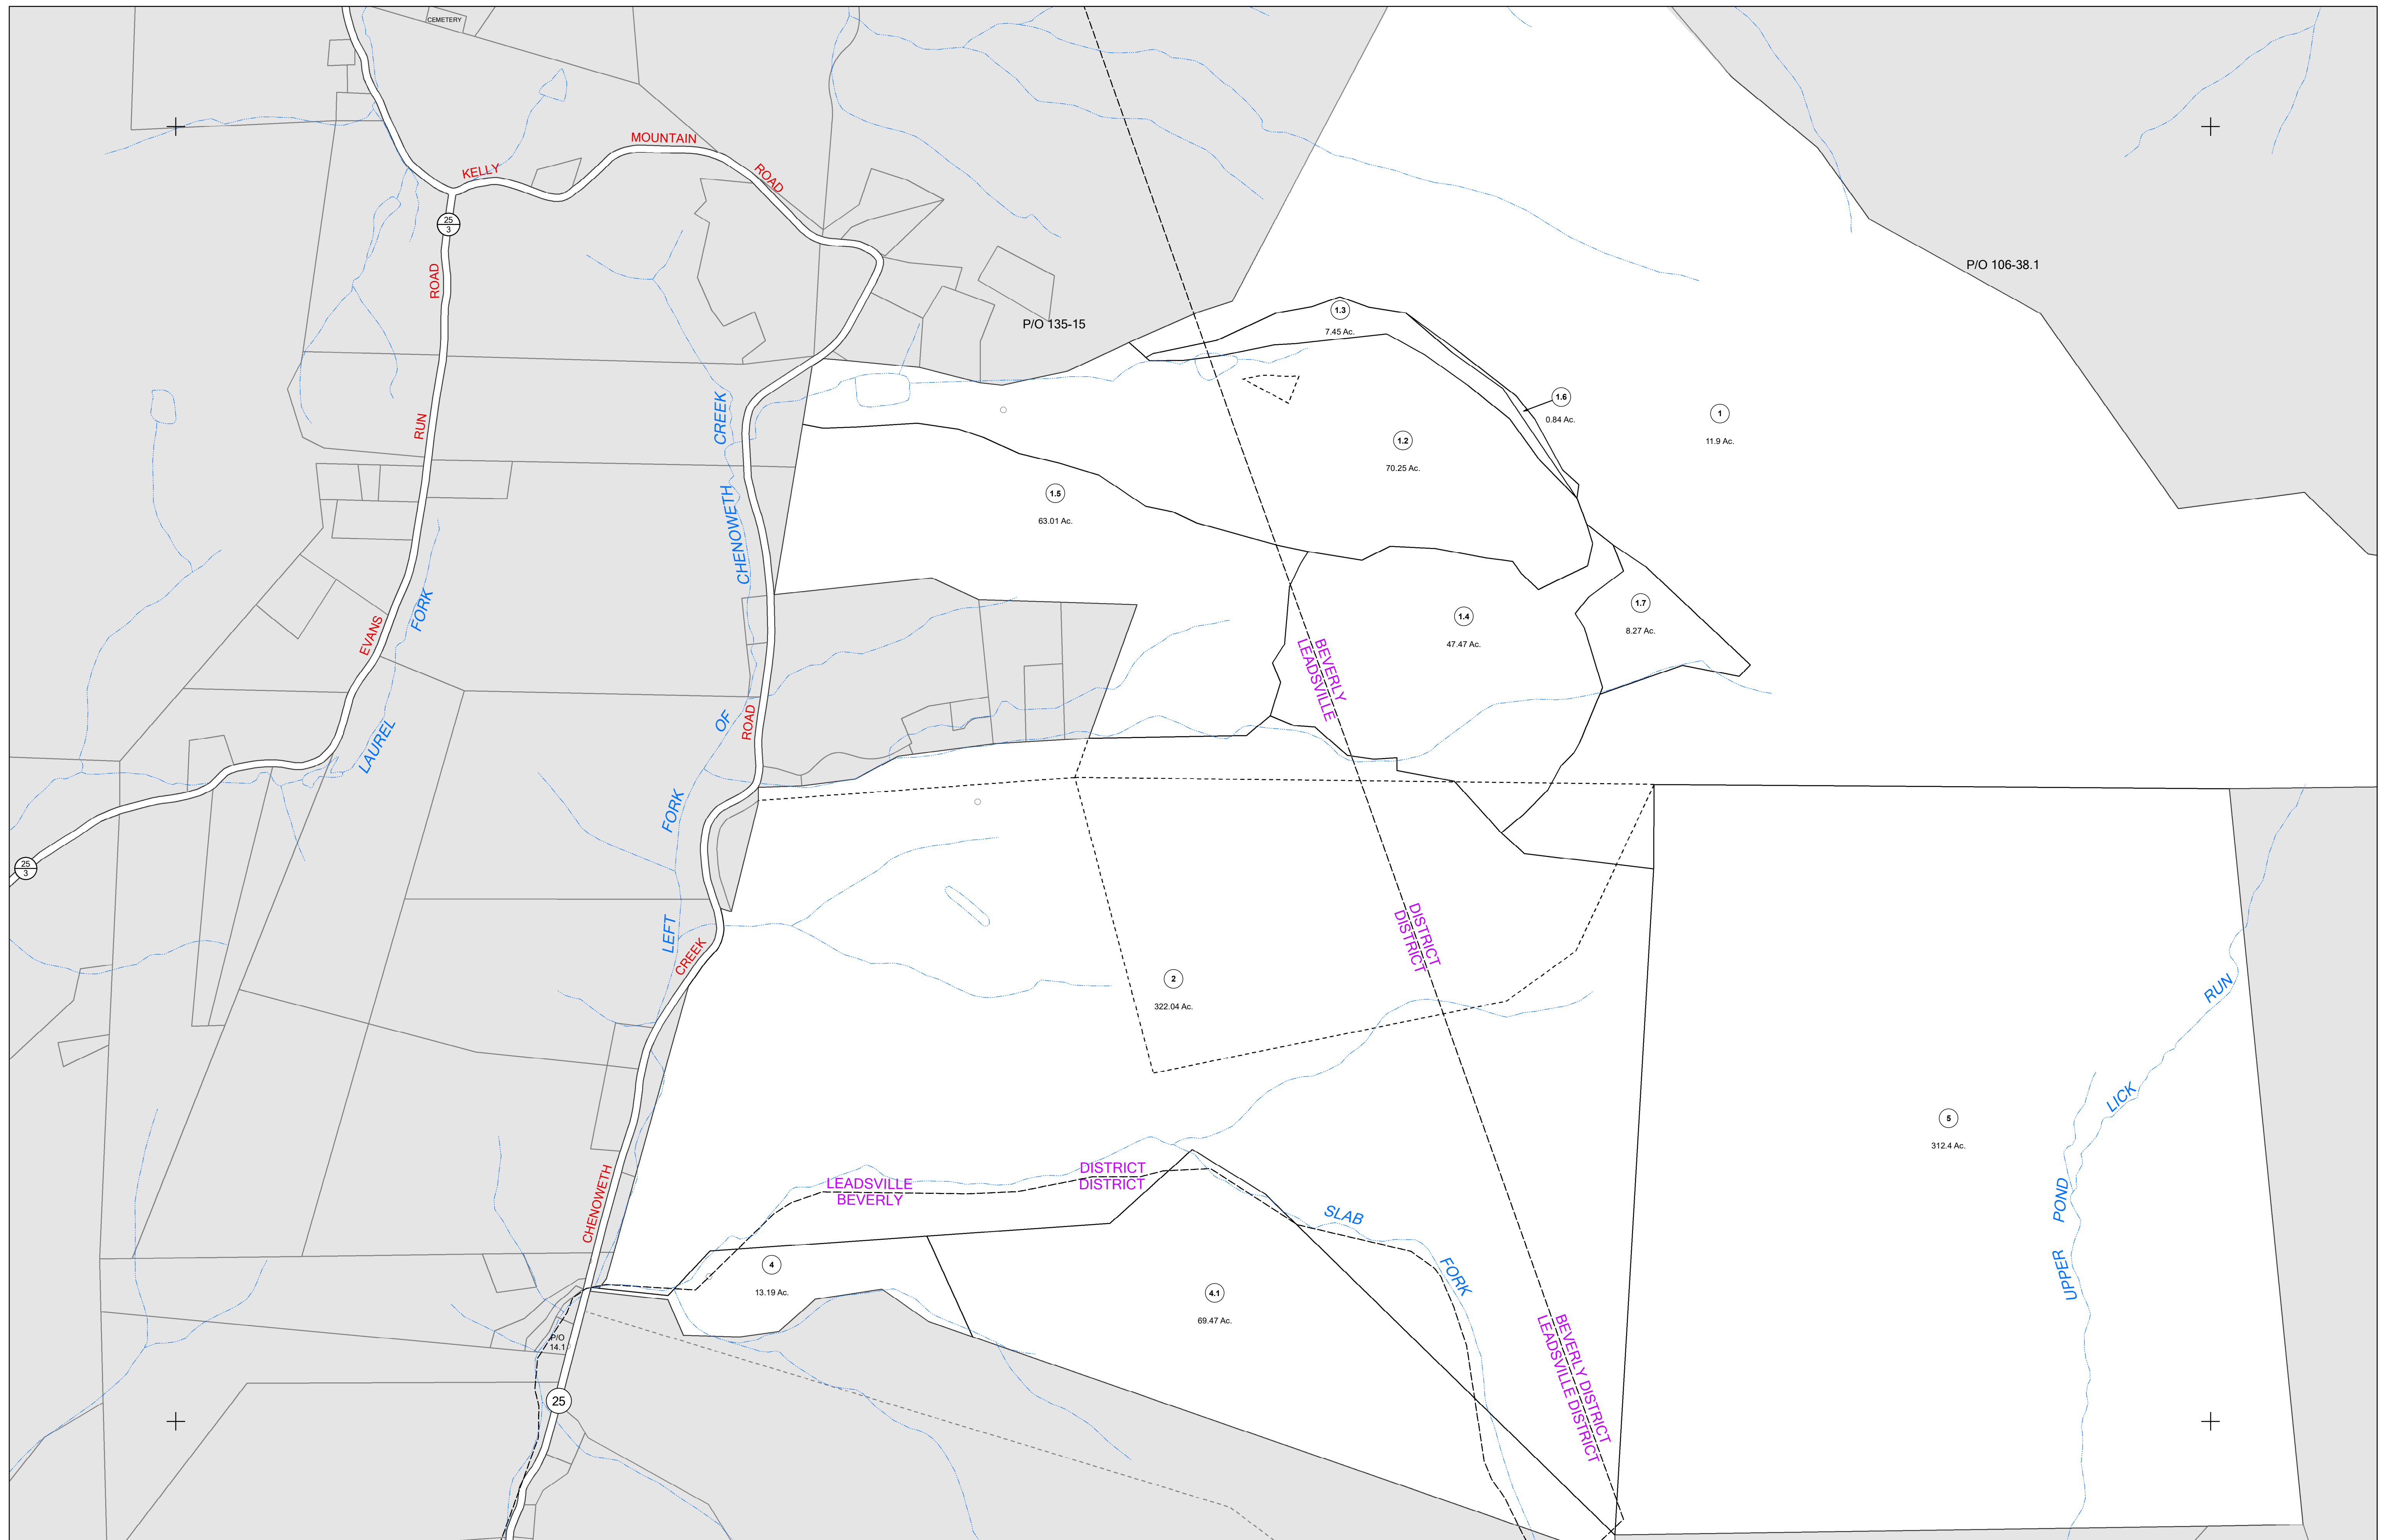 CEMETERY
MOUNTAIN
KELLY
ROAD
25
3
ROAD
P/O 106-38.1
P/O 135-15
1.3
7.45 Ac.
1.6
0.84 Ac.
1
11.9 Ac.
CREEK
RUN
1.2
70.25 Ac.
1.5
63.01 Ac.
CHENOWETH
FORK
EVANS
1.4
47.47 Ac.
1.7
8.27 Ac.
BEVERLY
LEADSVILLE
OF
ROAD
LAUREL
FORK
25
3
LEFT
CREEK
DISTRICT
DISTRICT
2
322.04 Ac.
RUN
LICK
5
312.4 Ac.
POND
UPPER
DISTRICT
DISTRICT
LEADSVILLE
BEVERLY
CHENOWETH
SLAB
FORK
4
13.19 Ac.
4.1
69.47 Ac.
P/O
14.1
BEVERLY DISTRICT
LEADSVILLE DISTRICT
25